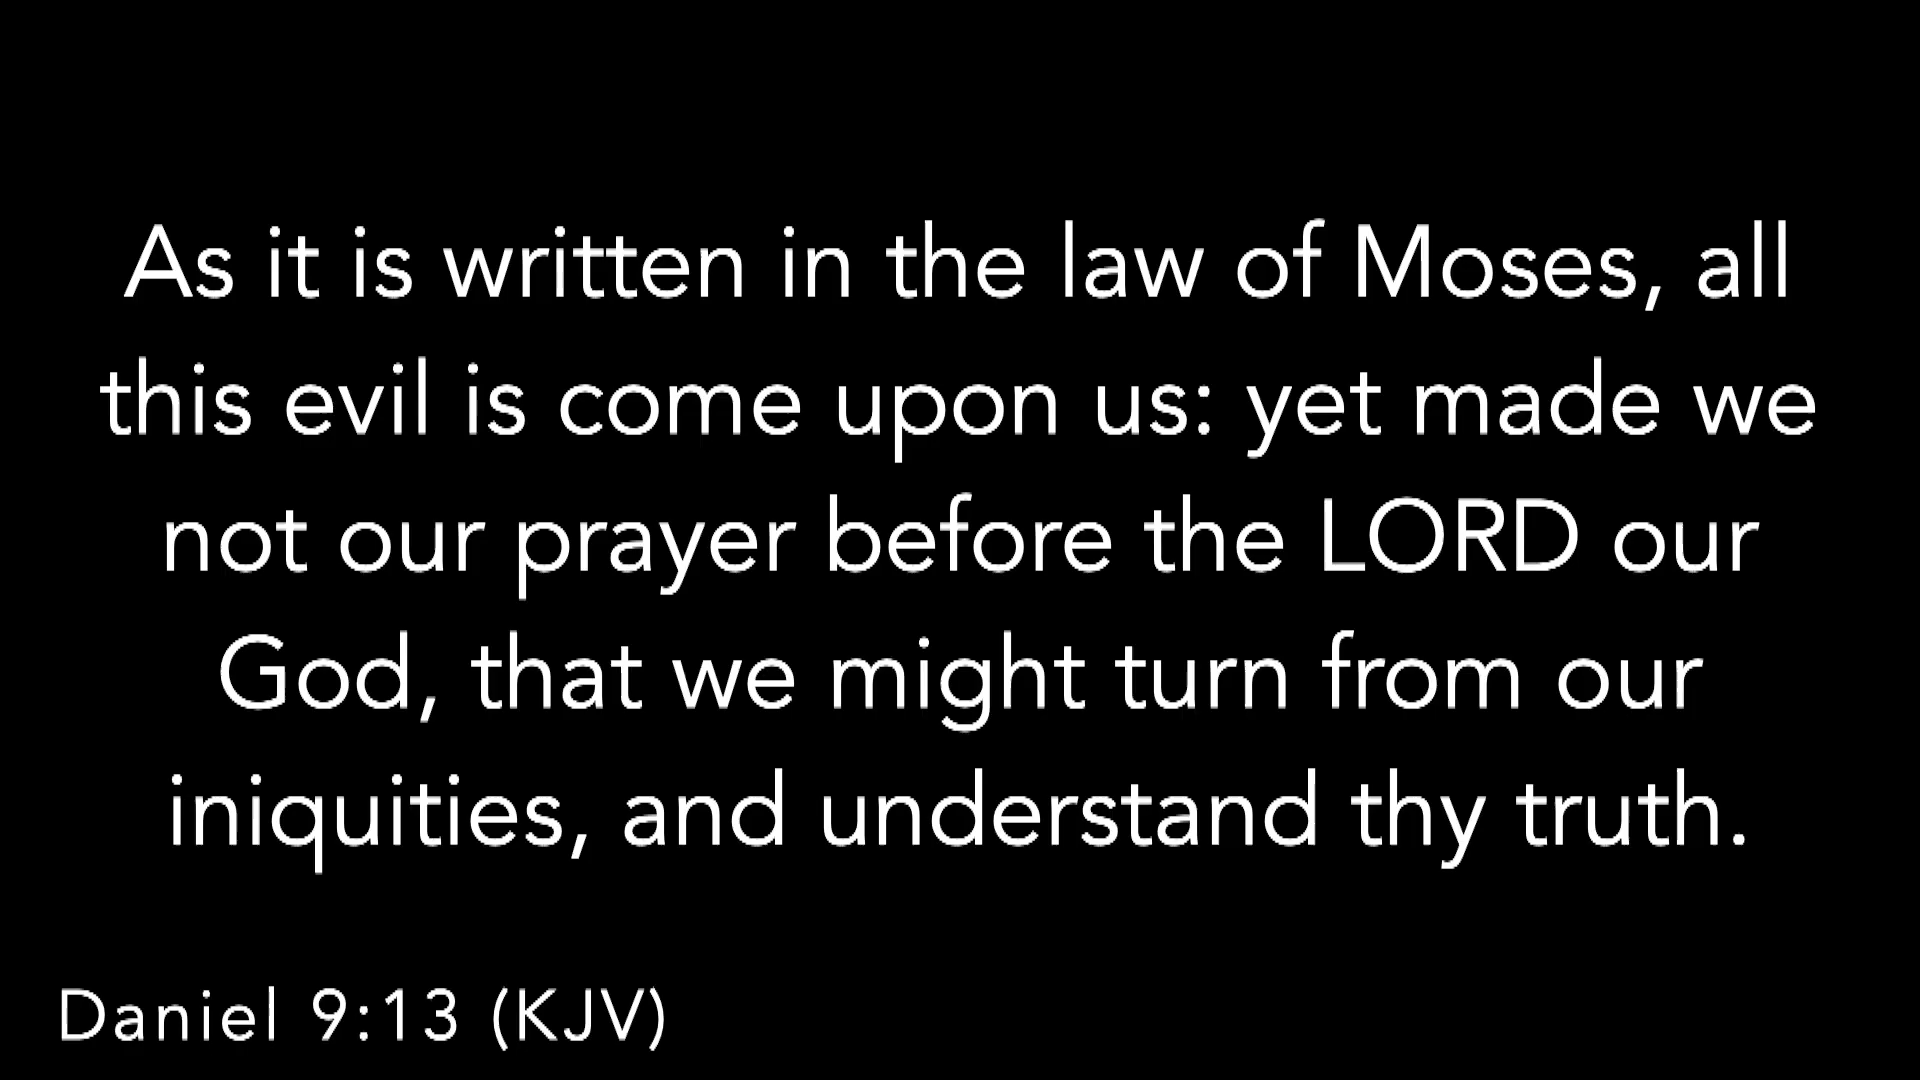 As it is written in the law of Moses, all
this evil is come upon us: yet made we
not our prayer before the LORD our
God, that we might turn from our
iniquities, and understand thy truth.
Daniel 9:13 (KJV)